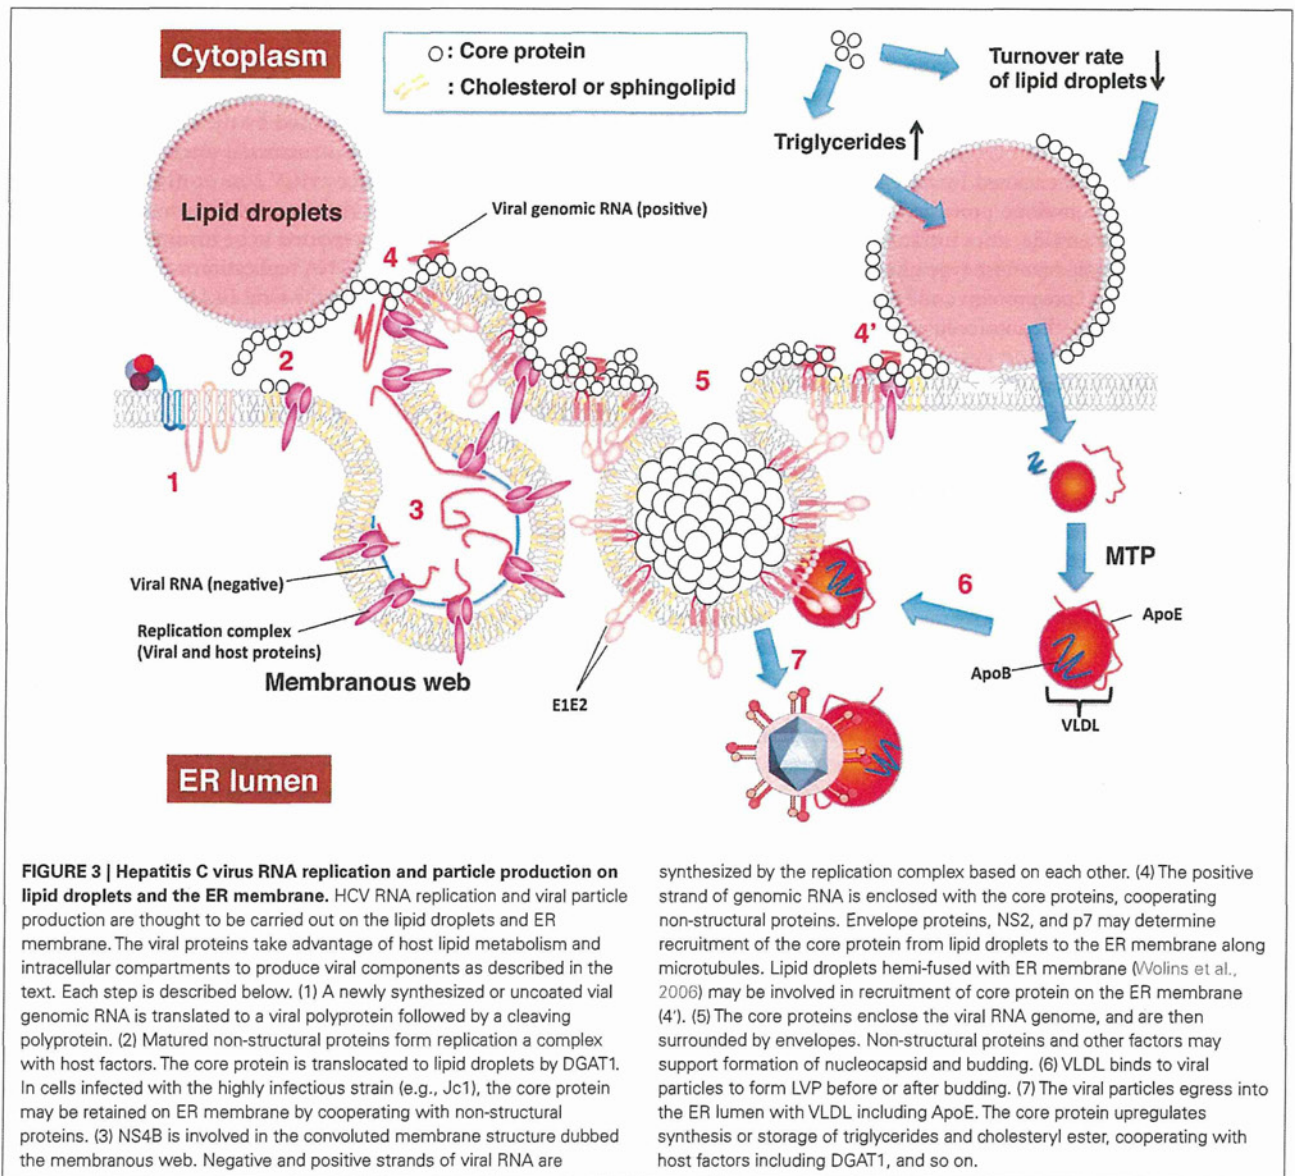 Cytoplasm
: Core protein
: Cholesterol or sphingolipid
Turnover rate
of lipid droplets
Triglycerides
Lipid droplets
Viral genomic RNA (positive)
4
4'
2
5
1
3
Viral RNA (negative)
Replication complex
(Viral and host proteins)
Membranous web
E1E2
MTP
6
ApoE
ApoB
VLDL
7
ER lumen
FIGURE 3 | Hepatitis C virus RNA replication and particle production on
lipid droplets and the ER membrane. HCV RNA replication and viral particle
production are thought to be carried out on the lipid droplets and ER
membrane. The viral proteins take advantage of host lipid metabolism and
intracellular compartments to produce viral components as described in the
text. Each step is described below. (1) A newly synthesized or uncoated vial
genomic RNA is translated to a viral polyprotein followed by a cleaving
polyprotein. (2) Matured non-structural proteins form replication a complex
with host factors. The core protein is translocated to lipid droplets by DGAT1.
In cells infected with the highly infectious strain (e.g., Jc1), the core protein
may be retained on ER membrane by cooperating with non-structural
proteins. (3) NS4B is involved in the convoluted membrane structure dubbed
the membranous web. Negative and positive strands of viral RNA are
synthesized by the replication complex based on each other. (4) The positive
strand of genomic RNA is enclosed with the core proteins, cooperating
non-structural proteins. Envelope proteins, NS2, and p7 may determine
recruitment of the core protein from lipid droplets to the ER membrane along
microtubules. Lipid droplets hemi-fused with ER membrane (Wolins et al.,
2006) may be involved in recruitment of core protein on the ER membrane
(4'). (5) The core proteins enclose the viral RNA genome, and are then
surrounded by envelopes. Non-structural proteins and other factors may
support formation of nucleocapsid and budding. (6) VLDL binds to viral
particles to form LVP before or after budding. (7) The viral particles egress into
the ER lumen with VLDL including ApoE. The core protein upregulates
synthesis or storage of triglycerides and cholesteryl ester, cooperating with
host factors including DGAT1, and so on.